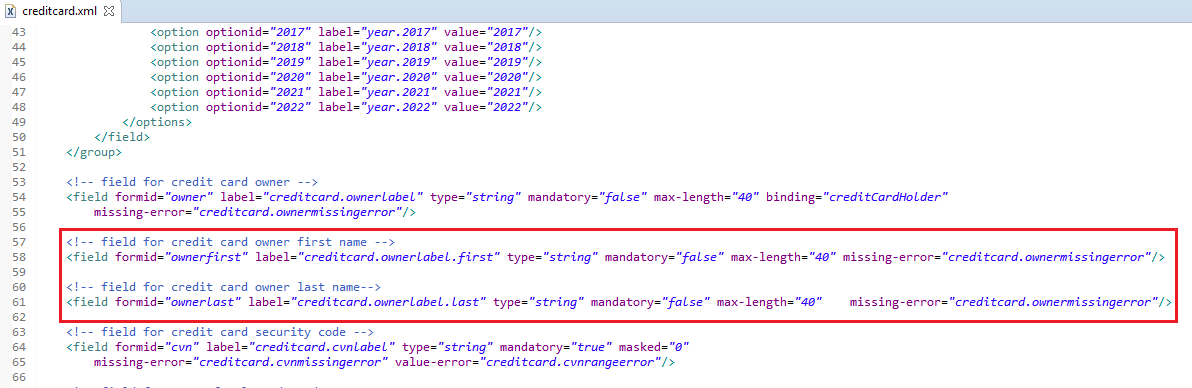 creditcard.xml
43 <option optionid="2017" label="year.2017" value="2017"/>
44 <option optionid="2018" label="year.2018" value="2018"/>
45 <option optionid="2019" label="year.2019" value="2019"/>
46 <option optionid="2020" label="year.2020" value="2020"/>
47 <option optionid="2021" label="year.2021" value="2021"/>
48 <option optionid="2022" label="year.2022" value="2022"/>
49 </options>
50 </field>
51 </group>
52
53 <!-- field for credit card owner -->
54 <field formid="owner" label="creditcard.ownerlabel" type="string" mandatory="false" max-length="40" binding="creditCardHolder"
55 missing-error="creditcard.ownermissingerror"/>
56
57 <!-- field for credit card owner first name -->
58 <field formid="ownerfirst" label="creditcard.ownerlabel.first" type="string" mandatory="false" max-length="40" missing-error="creditcard.ownermissingerror"/>
59
60 <!-- field for credit card owner last name-->
61 <field formid="ownerlast" label="creditcard.ownerlabel.last" type="string" mandatory="false" max-length="40" missing-error="creditcard.ownermissingerror"/>
62
63 <!-- field for credit card security code -->
64 <field formid="cvn" label="creditcard.cvnlabel" type="string" mandatory="true" masked="0"
65 missing-error="creditcard.cvnmissingerror" value-error="creditcard.cvnrangeerror"/>
66